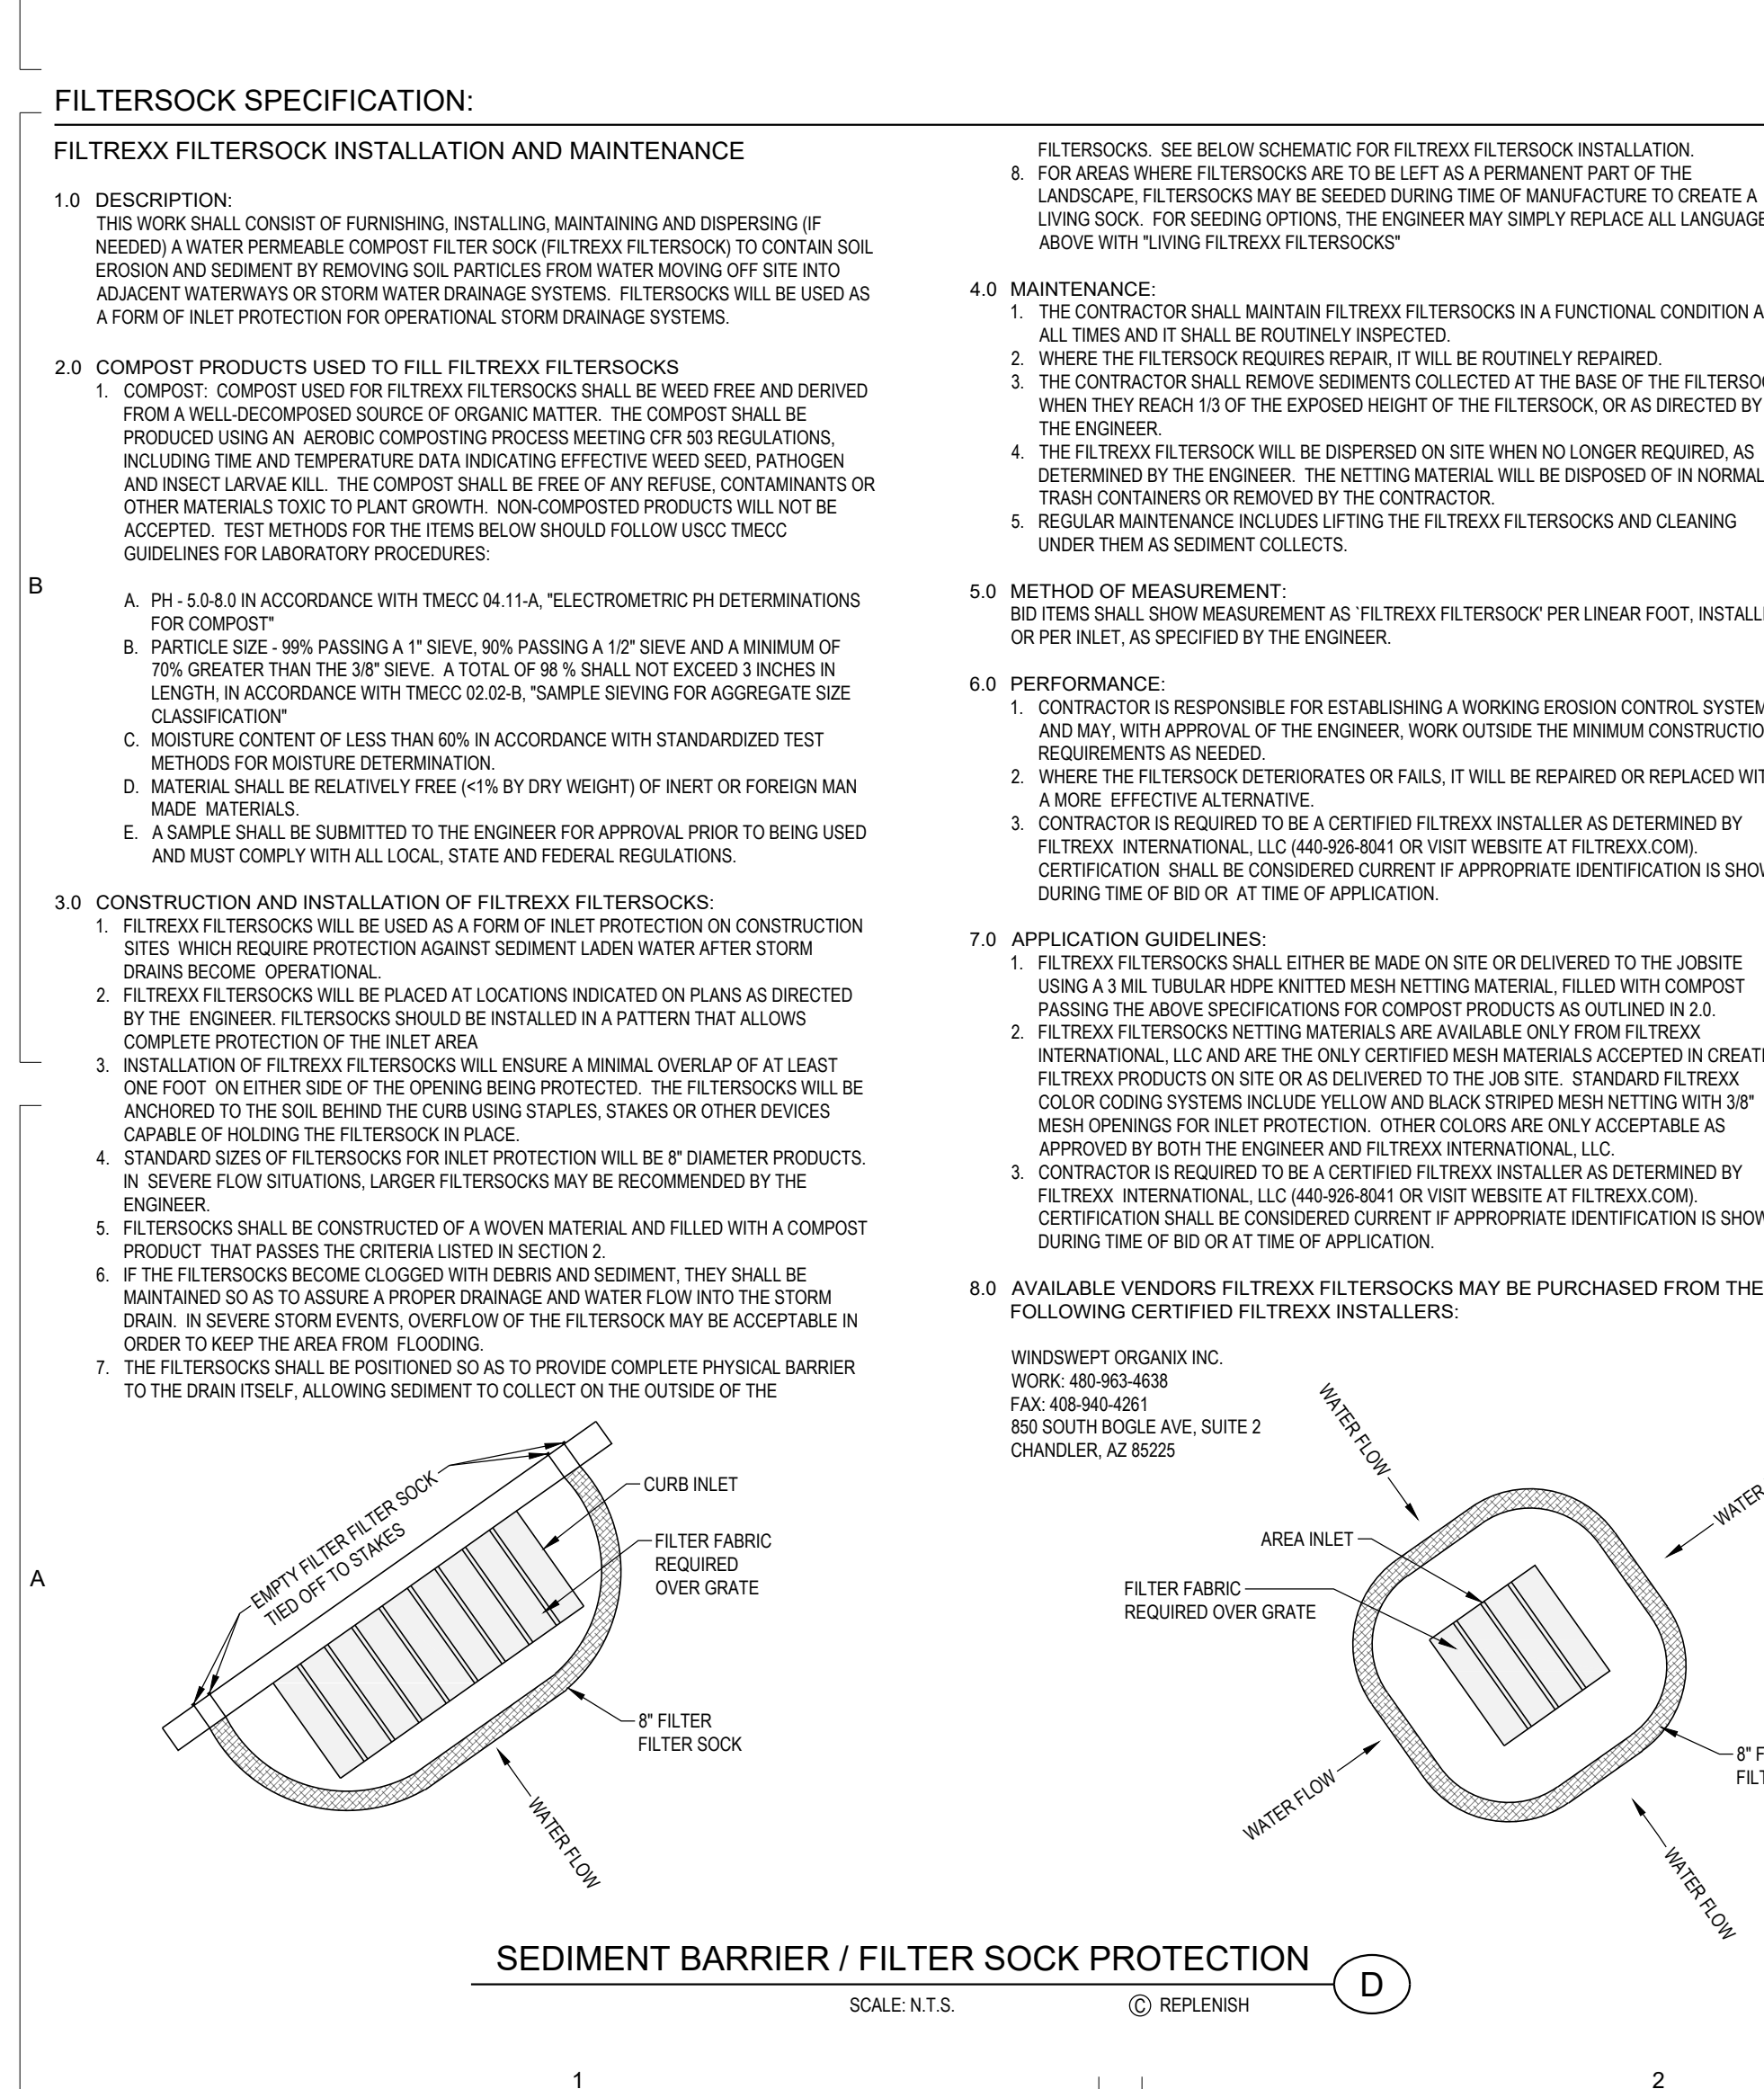 FILTERSOCK SPECIFICATION:
FILTREXX FILTERSOCK INSTALLATION AND MAINTENANCE
1.0 DESCRIPTION:
THIS WORK SHALL CONSIST OF FURNISHING, INSTALLING, MAINTAINING AND DISPERSING (IF
NEEDED) A WATER PERMEABLE COMPOST FILTER SOCK (FILTREXX FILTERSOCK) TO CONTAIN SOIL
EROSION AND SEDIMENT BY REMOVING SOIL PARTICLES FROM WATER MOVING OFF SITE INTO
ADJACENT WATERWAYS OR STORM WATER DRAINAGE SYSTEMS. FILTERSOCKS WILL BE USED AS
A FORM OF INLET PROTECTION FOR OPERATIONAL STORM DRAINAGE SYSTEMS.
2.0 COMPOST PRODUCTS USED TO FILL FILTREXX FILTERSOCKS
1. COMPOST: COMPOST USED FOR FILTREXX FILTERSOCKS SHALL BE WEED FREE AND DERIVED
FROM A WELL-DECOMPOSED SOURCE OF ORGANIC MATTER. THE COMPOST SHALL BE
PRODUCED USING AN AEROBIC COMPOSTING PROCESS MEETING CFR 503 REGULATIONS,
INCLUDING TIME AND TEMPERATURE DATA INDICATING EFFECTIVE WEED SEED, PATHOGEN
AND INSECT LARVAE KILL. THE COMPOST SHALL BE FREE OF ANY REFUSE, CONTAMINANTS OR
OTHER MATERIALS TOXIC TO PLANT GROWTH. NON-COMPOSTED PRODUCTS WILL NOT BE
ACCEPTED. TEST METHODS FOR THE ITEMS BELOW SHOULD FOLLOW USCC TMECC
GUIDELINES FOR LABORATORY PROCEDURES:
B
A. PH - 5.0-8.0 IN ACCORDANCE WITH TMECC 04.11-A, "ELECTROMETRIC PH DETERMINATIONS
FOR COMPOST"
B. PARTICLE SIZE - 99% PASSING A 1" SIEVE, 90% PASSING A 1/2" SIEVE AND A MINIMUM OF
70% GREATER THAN THE 3/8" SIEVE. A TOTAL OF 98 % SHALL NOT EXCEED 3 INCHES IN
LENGTH, IN ACCORDANCE WITH TMECC 02.02-B, "SAMPLE SIEVING FOR AGGREGATE SIZE
CLASSIFICATION"
C. MOISTURE CONTENT OF LESS THAN 60% IN ACCORDANCE WITH STANDARDIZED TEST
METHODS FOR MOISTURE DETERMINATION.
D. MATERIAL SHALL BE RELATIVELY FREE (<1% BY DRY WEIGHT) OF INERT OR FOREIGN MAN
MADE MATERIALS.
E. A SAMPLE SHALL BE SUBMITTED TO THE ENGINEER FOR APPROVAL PRIOR TO BEING USED
AND MUST COMPLY WITH ALL LOCAL, STATE AND FEDERAL REGULATIONS.
3.0 CONSTRUCTION AND INSTALLATION OF FILTREXX FILTERSOCKS:
1. FILTREXX FILTERSOCKS WILL BE USED AS A FORM OF INLET PROTECTION ON CONSTRUCTION
SITES WHICH REQUIRE PROTECTION AGAINST SEDIMENT LADEN WATER AFTER STORM
DRAINS BECOME OPERATIONAL.
2. FILTREXX FILTERSOCKS WILL BE PLACED AT LOCATIONS INDICATED ON PLANS AS DIRECTED
BY THE ENGINEER. FILTERSOCKS SHOULD BE INSTALLED IN A PATTERN THAT ALLOWS
COMPLETE PROTECTION OF THE INLET AREA
3. INSTALLATION OF FILTREXX FILTERSOCKS WILL ENSURE A MINIMAL OVERLAP OF AT LEAST
ONE FOOT ON EITHER SIDE OF THE OPENING BEING PROTECTED. THE FILTERSOCKS WILL BE
ANCHORED TO THE SOIL BEHIND THE CURB USING STAPLES, STAKES OR OTHER DEVICES
CAPABLE OF HOLDING THE FILTERSOCK IN PLACE.
4. STANDARD SIZES OF FILTERSOCKS FOR INLET PROTECTION WILL BE 8" DIAMETER PRODUCTS.
IN SEVERE FLOW SITUATIONS, LARGER FILTERSOCKS MAY BE RECOMMENDED BY THE
ENGINEER.
5. FILTERSOCKS SHALL BE CONSTRUCTED OF A WOVEN MATERIAL AND FILLED WITH A COMPOST
PRODUCT THAT PASSES THE CRITERIA LISTED IN SECTION 2.
6. IF THE FILTERSOCKS BECOME CLOGGED WITH DEBRIS AND SEDIMENT, THEY SHALL BE
MAINTAINED SO AS TO ASSURE A PROPER DRAINAGE AND WATER FLOW INTO THE STORM
DRAIN. IN SEVERE STORM EVENTS, OVERFLOW OF THE FILTERSOCK MAY BE ACCEPTABLE IN
ORDER TO KEEP THE AREA FROM FLOODING.
7. THE FILTERSOCKS SHALL BE POSITIONED SO AS TO PROVIDE COMPLETE PHYSICAL BARRIER
TO THE DRAIN ITSELF, ALLOWING SEDIMENT TO COLLECT ON THE OUTSIDE OF THE
FILTERSOCKS. SEE BELOW SCHEMATIC FOR FILTREXX FILTERSOCK INSTALLATION.
8. FOR AREAS WHERE FILTERSOCKS ARE TO BE LEFT AS A PERMANENT PART OF THE
LANDSCAPE, FILTERSOCKS MAY BE SEEDED DURING TIME OF MANUFACTURE TO CREATE A
LIVING SOCK. FOR SEEDING OPTIONS, THE ENGINEER MAY SIMPLY REPLACE ALL LANGUAGE
ABOVE WITH "LIVING FILTREXX FILTERSOCKS"
4.0 MAINTENANCE:
1. THE CONTRACTOR SHALL MAINTAIN FILTREXX FILTERSOCKS IN A FUNCTIONAL CONDITION
ALL TIMES AND IT SHALL BE ROUTINELY INSPECTED.
2. WHERE THE FILTERSOCK REQUIRES REPAIR, IT WILL BE ROUTINELY REPAIRED.
3. THE CONTRACTOR SHALL REMOVE SEDIMENTS COLLECTED AT THE BASE OF THE
WHEN THEY REACH 1/3 OF THE EXPOSED HEIGHT OF THE FILTERSOCK, OR AS DIRECTED BY
THE ENGINEER.
4. THE FILTREXX FILTERSOCK WILL BE DISPERSED ON SITE WHEN NO LONGER REQUIRED, AS
DETERMINED BY THE ENGINEER. THE NETTING MATERIAL WILL BE DISPOSED OF IN NORMAL
TRASH CONTAINERS OR REMOVED BY THE CONTRACTOR.
5. REGULAR MAINTENANCE INCLUDES LIFTING THE FILTREXX FILTERSOCKS AND CLEANING
UNDER THEM AS SEDIMENT COLLECTS.
5.0 METHOD OF MEASUREMENT:
BID ITEMS SHALL SHOW MEASUREMENT AS `FILTREXX FILTERSOCK' PER LINEAR FOOT,
OR PER INLET, AS SPECIFIED BY THE ENGINEER.
6.0 PERFORMANCE:
1. CONTRACTOR IS RESPONSIBLE FOR ESTABLISHING A WORKING EROSION CONTROL SYSTEM
AND MAY, WITH APPROVAL OF THE ENGINEER, WORK OUTSIDE THE MINIMUM
REQUIREMENTS AS NEEDED.
2. WHERE THE FILTERSOCK DETERIORATES OR FAILS, IT WILL BE REPAIRED OR REPLACED
A MORE EFFECTIVE ALTERNATIVE.
3. CONTRACTOR IS REQUIRED TO BE A CERTIFIED FILTREXX INSTALLER AS DETERMINED BY
FILTREXX INTERNATIONAL, LLC (440-926-8041 OR VISIT WEBSITE AT FILTREXX.COM).
CERTIFICATION SHALL BE CONSIDERED CURRENT IF APPROPRIATE IDENTIFICATION IS
DURING TIME OF BID OR AT TIME OF APPLICATION.
7.0 APPLICATION GUIDELINES:
1. FILTREXX FILTERSOCKS SHALL EITHER BE MADE ON SITE OR DELIVERED TO THE JOBSITE
USING A 3 MIL TUBULAR HDPE KNITTED MESH NETTING MATERIAL, FILLED WITH COMPOST
PASSING THE ABOVE SPECIFICATIONS FOR COMPOST PRODUCTS AS OUTLINED IN 2.0.
2. FILTREXX FILTERSOCKS NETTING MATERIALS ARE AVAILABLE ONLY FROM FILTREXX
INTERNATIONAL, LLC AND ARE THE ONLY CERTIFIED MESH MATERIALS ACCEPTED IN
FILTREXX PRODUCTS ON SITE OR AS DELIVERED TO THE JOB SITE. STANDARD FILTREXX
COLOR CODING SYSTEMS INCLUDE YELLOW AND BLACK STRIPED MESH NETTING WITH 3/8"
MESH OPENINGS FOR INLET PROTECTION. OTHER COLORS ARE ONLY ACCEPTABLE AS
APPROVED BY BOTH THE ENGINEER AND FILTREXX INTERNATIONAL, LLC.
3. CONTRACTOR IS REQUIRED TO BE A CERTIFIED FILTREXX INSTALLER AS DETERMINED BY
FILTREXX INTERNATIONAL, LLC (440-926-8041 OR VISIT WEBSITE AT FILTREXX.COM).
CERTIFICATION SHALL BE CONSIDERED CURRENT IF APPROPRIATE IDENTIFICATION IS
DURING TIME OF BID OR AT TIME OF APPLICATION.
8.0 AVAILABLE VENDORS FILTREXX FILTERSOCKS MAY BE PURCHASED FROM THE
FOLLOWING CERTIFIED FILTREXX INSTALLERS:
WINDSWEPT ORGANIX INC.
WORK: 480-963-4638
FAX: 408-940-4261
850 SOUTH BOGLE AVE, SUITE 2
CHANDLER, AZ 85225
EMPTY FILTER FILTER SOCK
TIED OFF TO STAKES
CURB INLET
FILTER FABRIC
REQUIRED
OVER GRATE
8" FILTER
FILTER SOCK
WATER FLOW
A
WATER FLOW
WATER
AREA INLET
FILTER FABRIC
REQUIRED OVER GRATE
8"
WATER FLOW
WATER FLOW
SEDIMENT BARRIER / FILTER SOCK PROTECTION
D
SCALE: N.T.S.
© REPLENISH
1
2